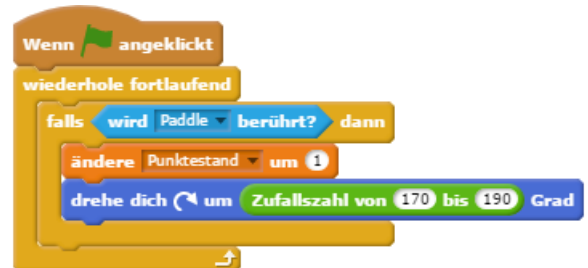 Wenn angeklickt
wiederhole fortlaufend
falls wird Paddle berührt? dann
ändere Punktestand um 1
drehe dich um Zufallszahl von 170 bis 190 Grad